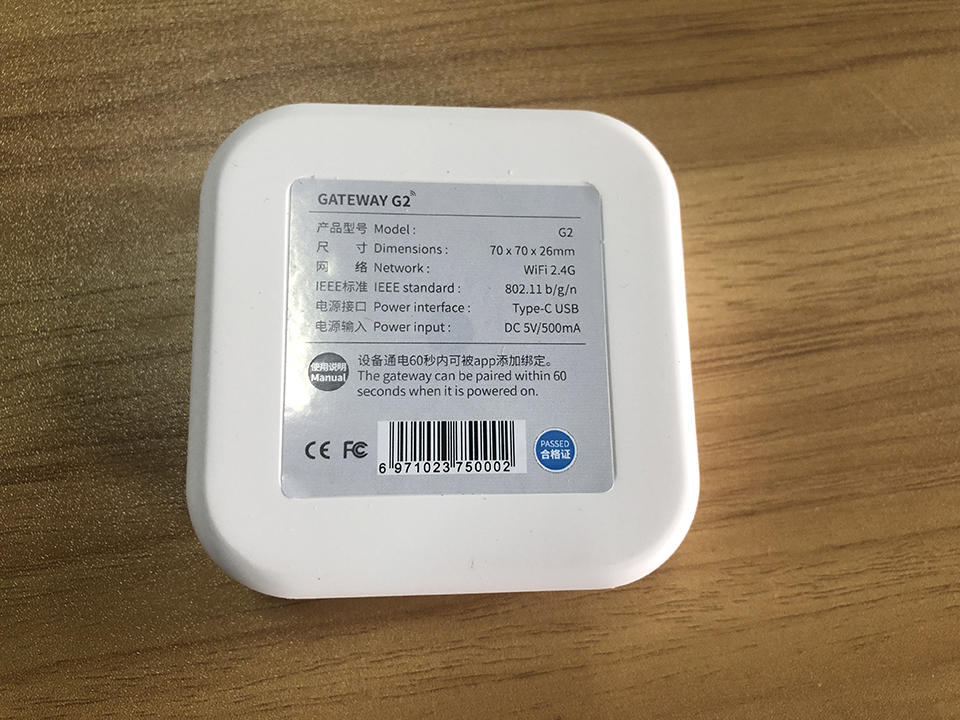 GATEWAY G2
产品型号 Model : G2
尺 寸 Dimensions : 70 x 70 x 26mm
网 络 Network : WiFi 2.4G
IEEE标准 IEEE standard : 802.11 b/g/n
电源接口 Power interface : Type-C USB
电源输入 Power input : DC 5V/500mA
使用说明
Manual
设备通电60秒内可被app添加绑定。
The gateway can be paired within 60
seconds when it is powered on.
CE FC
6 971023 750002
PASSED
合格证